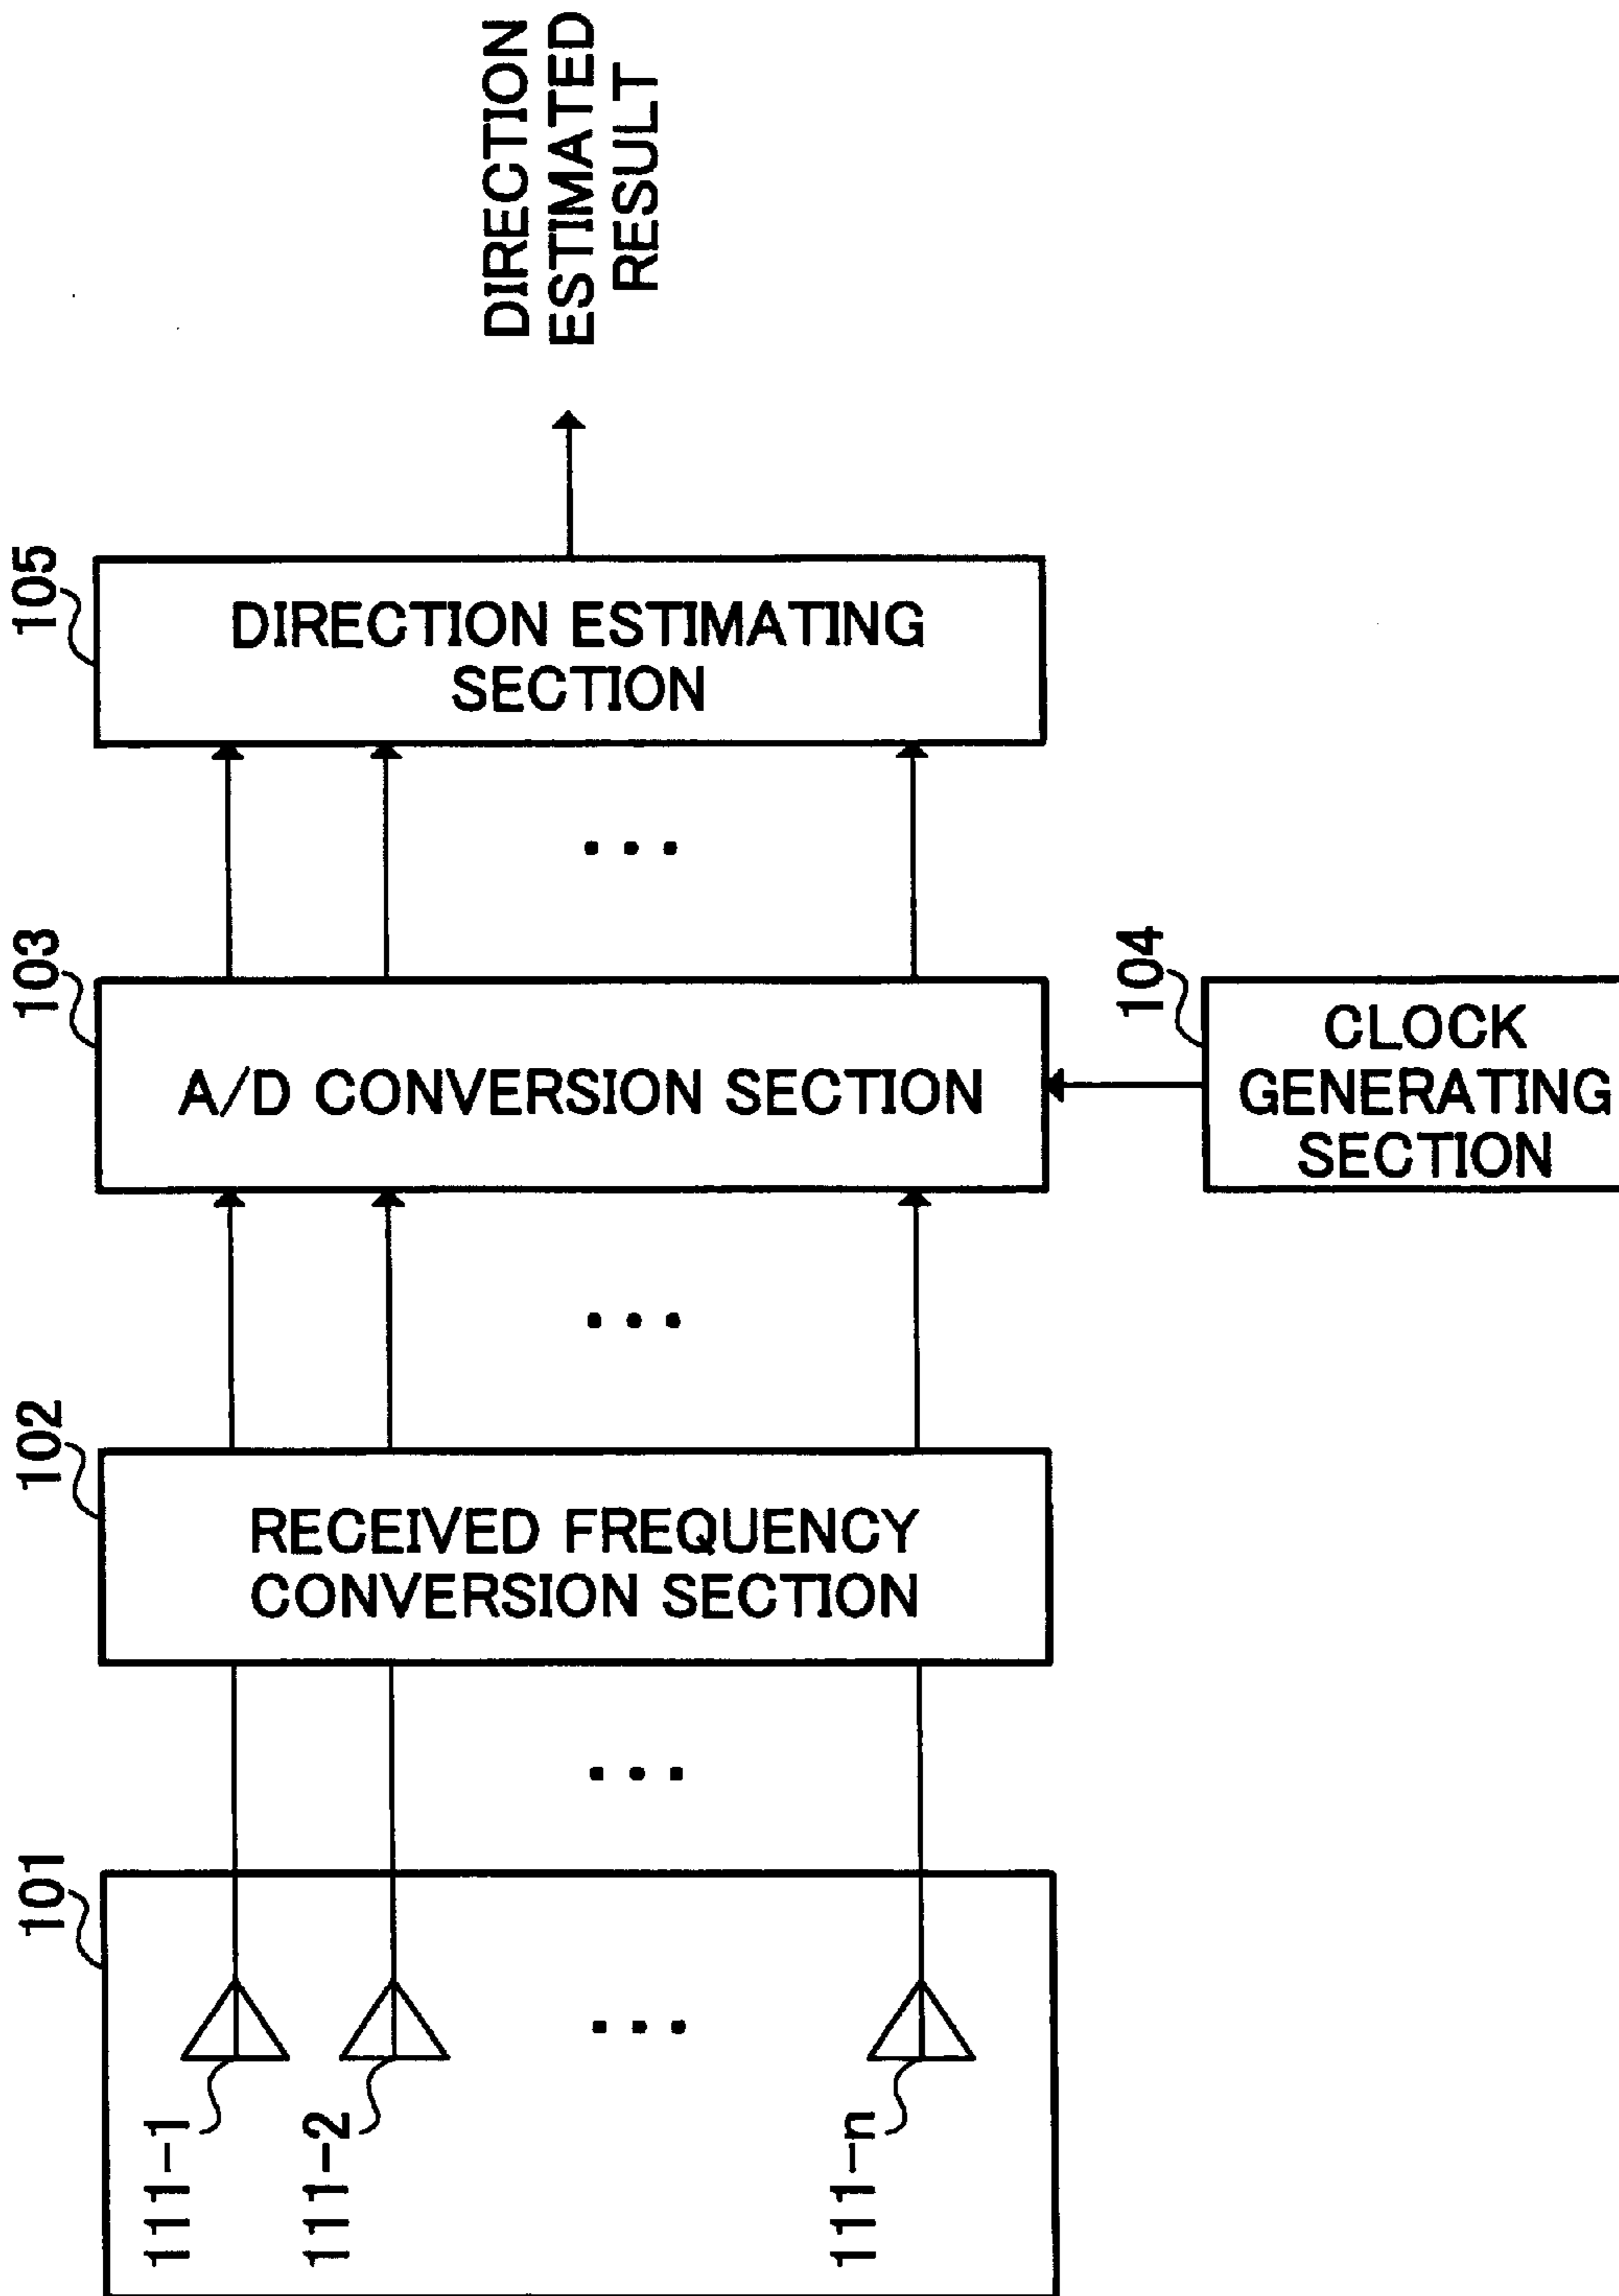 101
111-1
111-2
111-n
102
RECEIVED FREQUENCY
CONVERSION SECTION
103
A/D CONVERSION SECTION
104
CLOCK
GENERATING
SECTION
105
DIRECTION ESTIMATING
SECTION
DIRECTION
ESTIMATED
RESULT